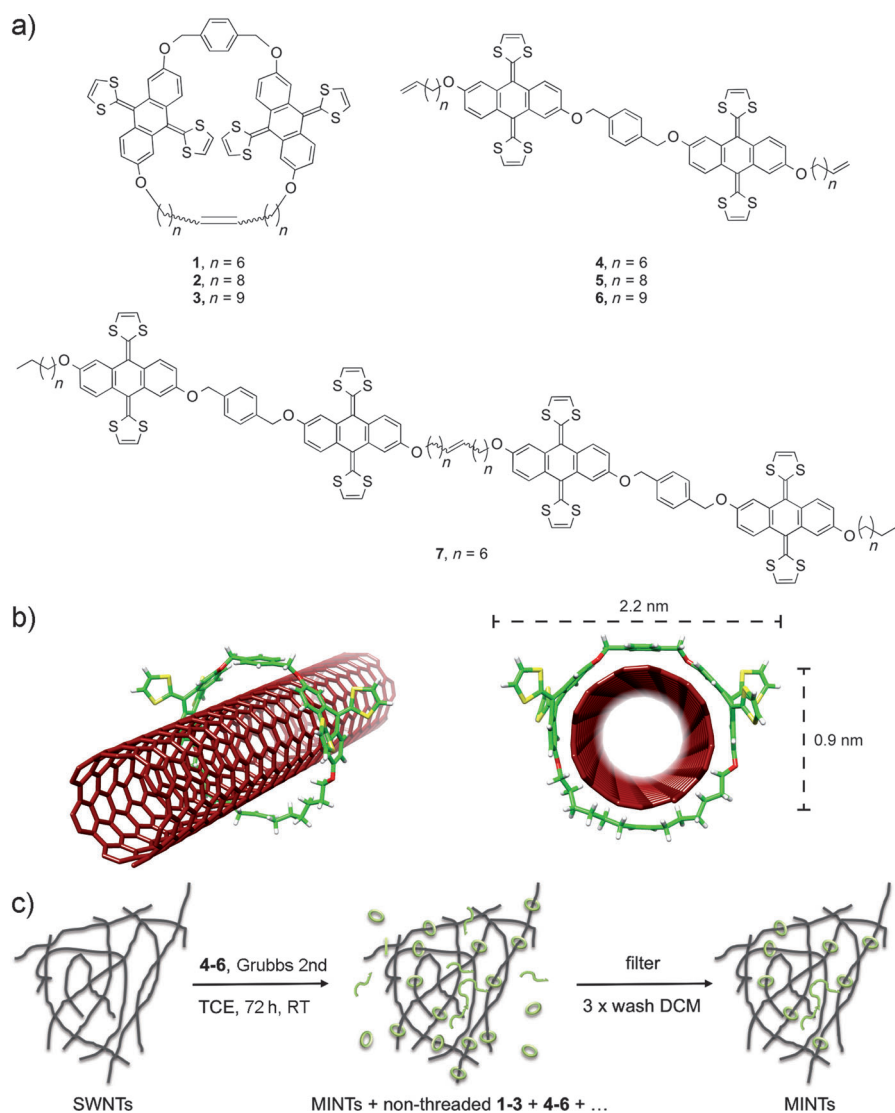 a)
O O
O O
S S S S
S S S S
n n
1, n = 6
2, n = 8
3, n = 9
S S
O
n
O
S S
O
S S
O
n
S S
4, n = 6
5, n = 8
6, n = 9
S S
O
n
O
S S
O
S S
O
n n
O
S S
S S
O
S S
O
S S
O
n
S S
7, n = 6
b)
2.2 nm
0.9 nm
c)
4-6, Grubbs 2nd
TCE, 72 h, RT
filter
3 x wash DCM
SWNTs
MINTs + non-threaded 1-3 + 4-6 + ...
MINTs